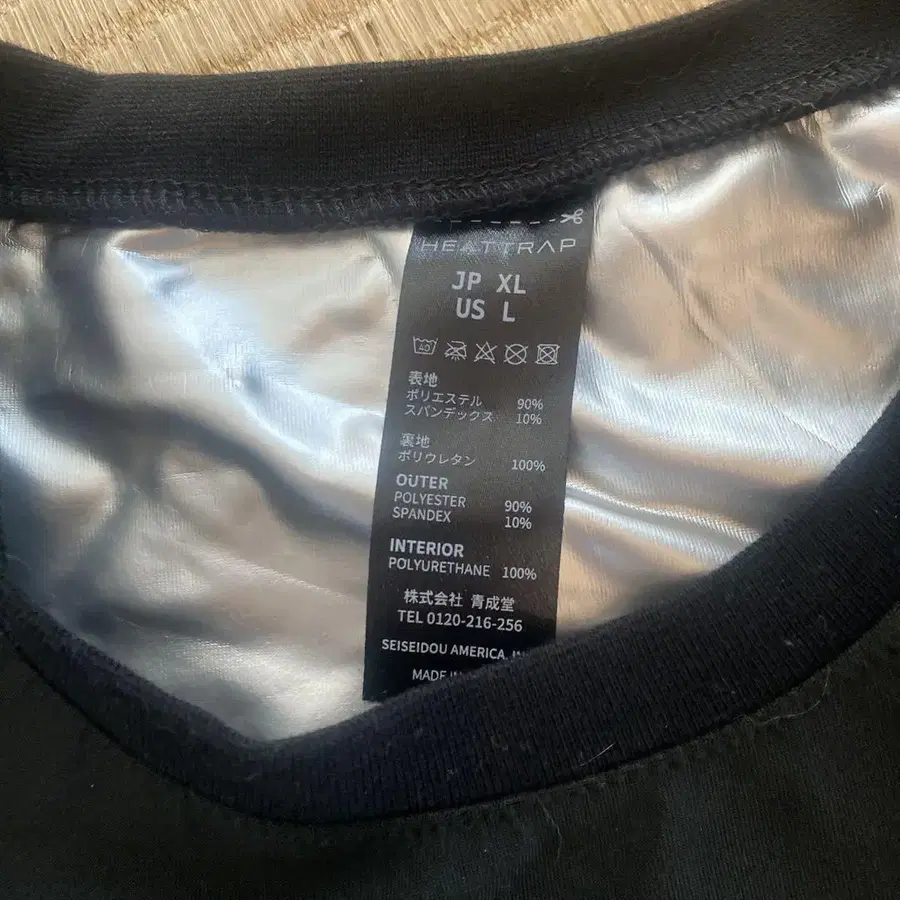 HEATTRAP
JP XL
US L
40
表地
ポリエステル 90%
スパンデックス 10%
裏地
ポリウレタン 100%
OUTER
POLYESTER 90%
SPANDEX 10%
INTERIOR
POLYURETHANE 100%
株式会社 青成堂
TEL 0120-216-256
SEISEIDOU AMERICA,
MADE